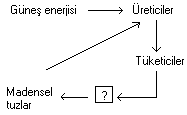 Güneş enerjisi
Üreticiler
Tüketiciler
?
Madensel
tuzlar